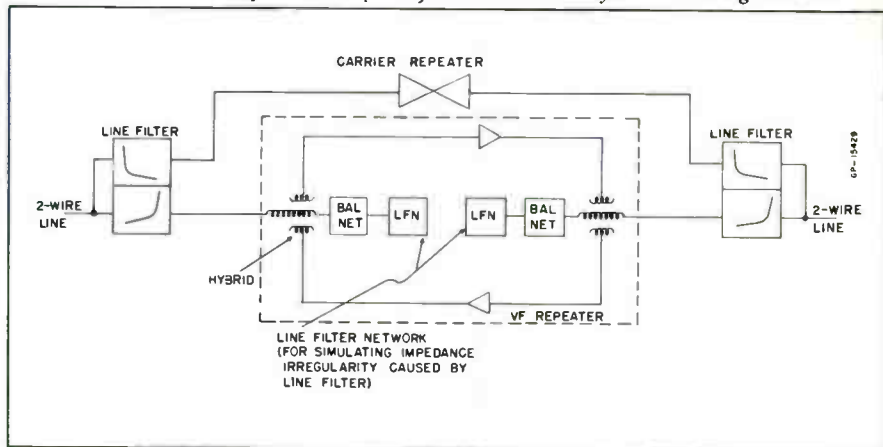 CARRIER REPEATER
LINE FILTER
LINE FILTER
GP-15429
2-WIRE
LINE
BAL
NET
LFN
LFN
BAL
NET
2-WIRE
LINE
HYBRID
VF REPEATER
LINE FILTER NETWORK
(FOR SIMULATING IMPEDANCE
IRREGULARITY CAUSED BY
LINE FILTER)